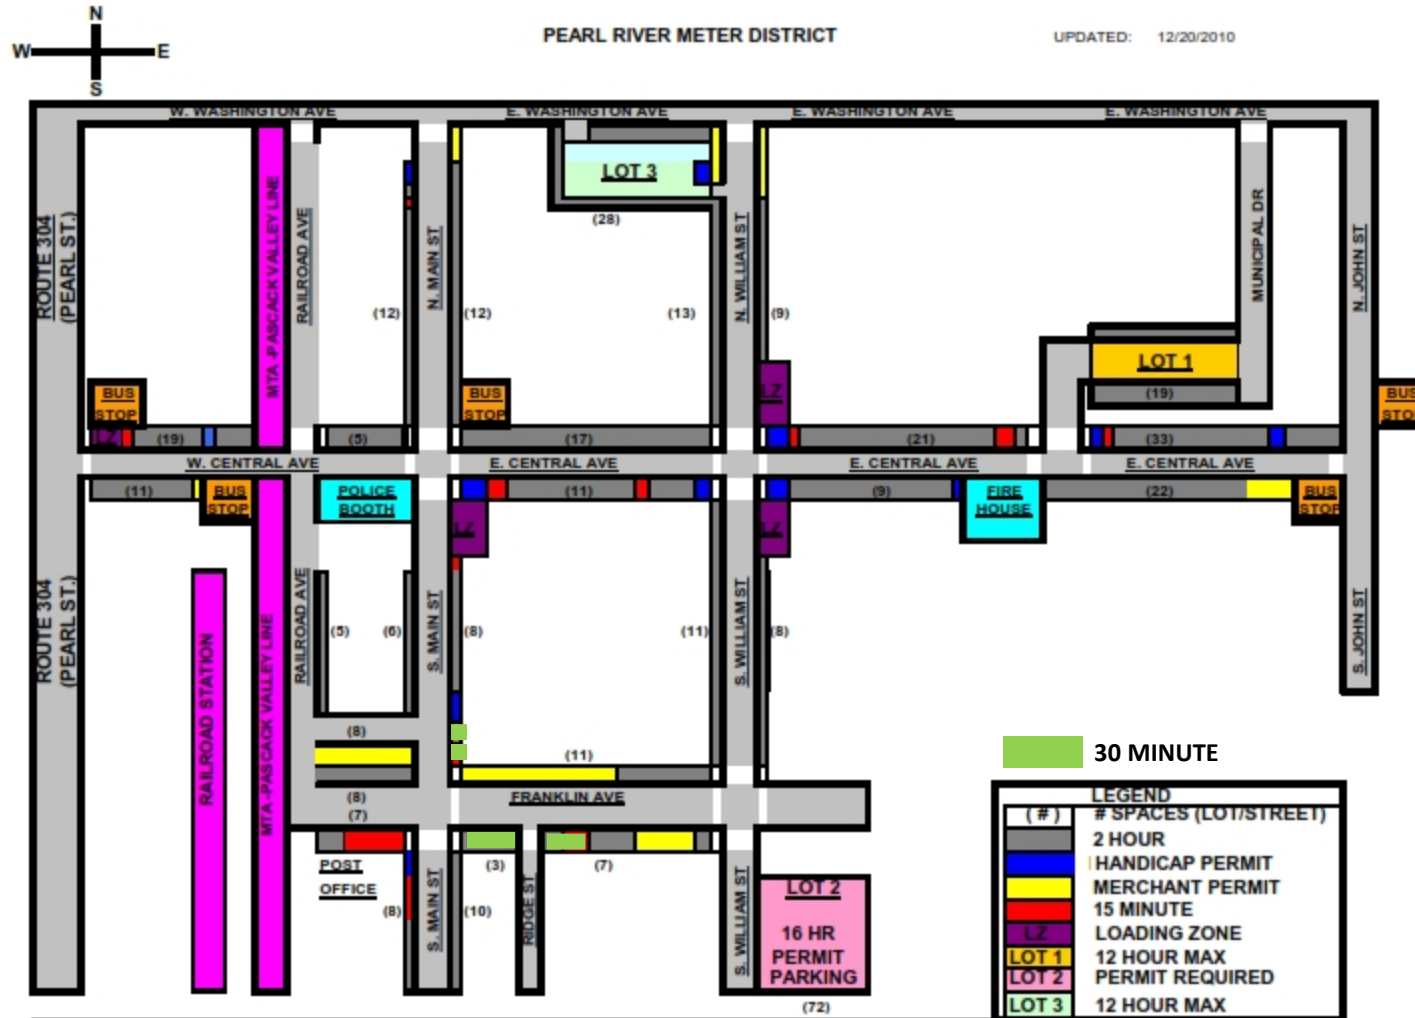 N
W E
S
PEARL RIVER METER DISTRICT
UPDATED: 12/20/2010
W. WASHINGTON AVE
E. WASHINGTON AVE
E. WASHINGTON AVE
E. WASHINGTON AVE
ROUTE 304
(PEARL ST.)
MTA -PASCACK VALLEY LINE
RAILROAD AVE
(12)
N. MAIN ST
(12)
LOT 3
(28)
(13)
N. WILLIAM ST
(9)
MUNICIPAL DR
N. JOHN ST
LOT 1
(19)
BUS
STOP
BUS
STOP
LZ
BUS
STOP
LZ
(19)
(5)
(17)
(21)
(33)
W. CENTRAL AVE
E. CENTRAL AVE
E. CENTRAL AVE
E. CENTRAL AVE
(11)
BUS
STOP
POLICE
BOOTH
(11)
(9)
FIRE
HOUSE
(22)
BUS
STOP
LZ
LZ
ROUTE 304
(PEARL ST.)
RAILROAD STATION
MTA -PASCACK VALLEY LINE
RAILROAD AVE
(5)
(6)
S. MAIN ST
(8)
(11)
S. WILLIAM ST
(8)
S. JOHN ST
(8)
(11)
(8)
FRANKLIN AVE
(7)
POST
OFFICE
(8)
S. MAIN ST
(10)
(3)
RIDGE ST
(7)
S. WILLIAM ST
LOT 2
16 HR
PERMIT
PARKING
(72)
30 MINUTE
LEGEND
( # ) # SPACES (LOT/STREET)
2 HOUR
HANDICAP PERMIT
MERCHANT PERMIT
15 MINUTE
LZ LOADING ZONE
LOT 1 12 HOUR MAX
LOT 2 PERMIT REQUIRED
LOT 3 12 HOUR MAX